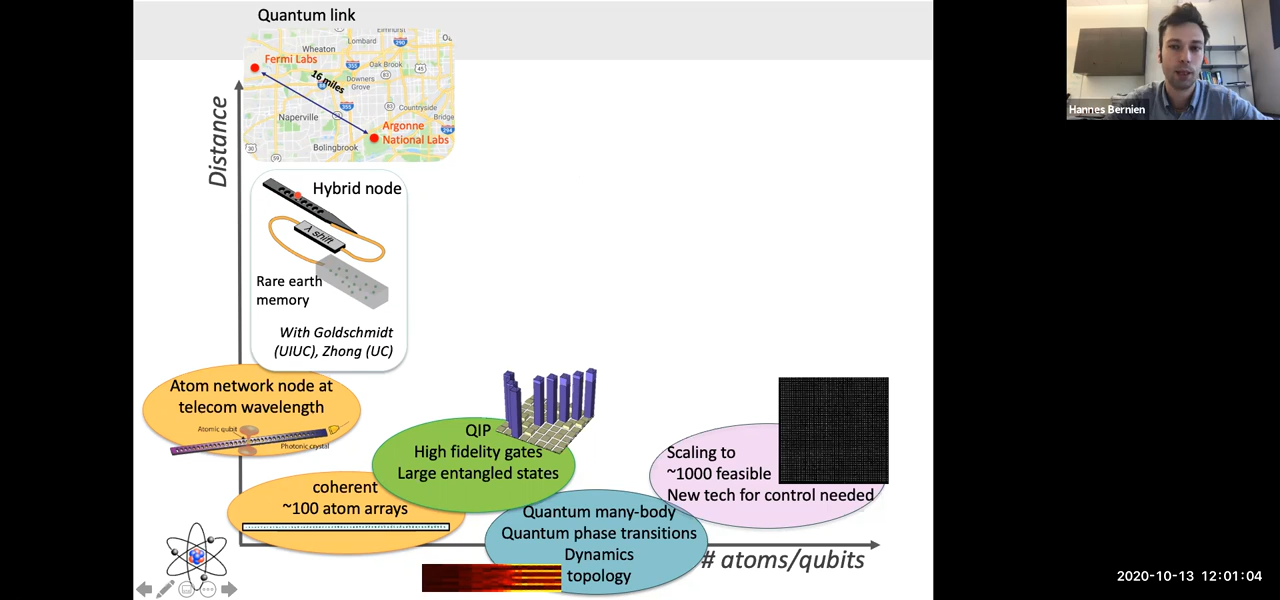 Quantum link
Elmhurst
Lombard
Wheaton
Fermi Labs
Oak Brook
16 miles
Downers
Grove
Countryside
Naperville
Bridge
Argonne
National Labs
Bolingbrook
Distance
Hybrid node
λ shift
Rare earth
memory
With Goldschmidt
(UIUC), Zhong (UC)
Atom network node at
telecom wavelength
Atomic qubit
Photonic crystal
QIP
High fidelity gates
Large entangled states
coherent
~100 atom arrays
Scaling to
~1000 feasible
New tech for control needed
Quantum many-body
Quantum phase transitions
Dynamics
topology
# atoms/qubits
Hannes Bernien
2020-10-13 12:01:04